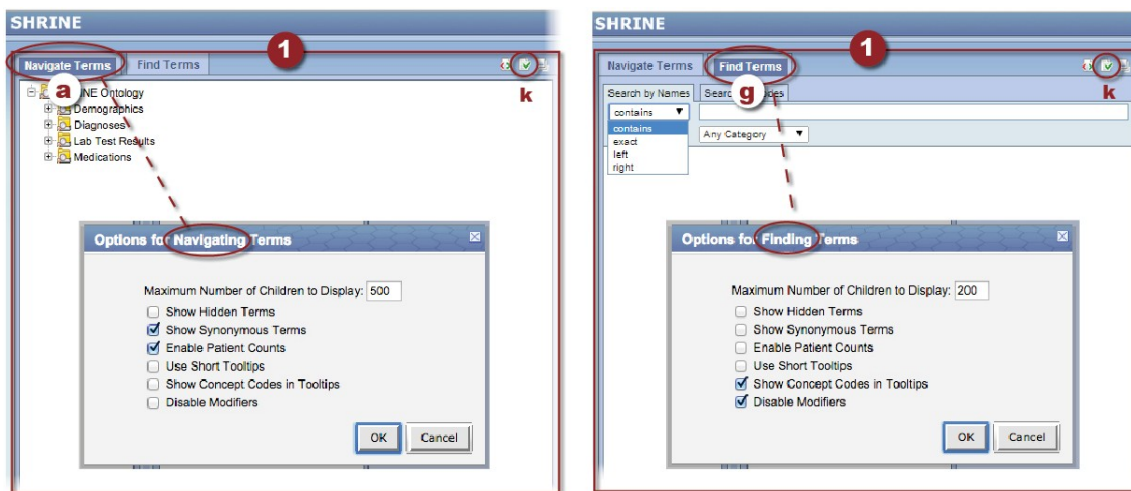 SHRINE
1
Navigate Terms
Find Terms
k
a
Ontology
Demographics
Diagnoses
Lab Test Results
Medications
Options for Navigating Terms
Maximum Number of Children to Display: 500
Show Hidden Terms
Show Synonymous Terms
Enable Patient Counts
Use Short Tooltips
Show Concept Codes in Tooltips
Disable Modifiers
OK
Cancel
SHRINE
1
Navigate Terms
Find Terms
k
g
Search by Names
contains
contains
exact
left
right
Any Category
Options for Finding Terms
Maximum Number of Children to Display: 200
Show Hidden Terms
Show Synonymous Terms
Enable Patient Counts
Use Short Tooltips
Show Concept Codes in Tooltips
Disable Modifiers
OK
Cancel